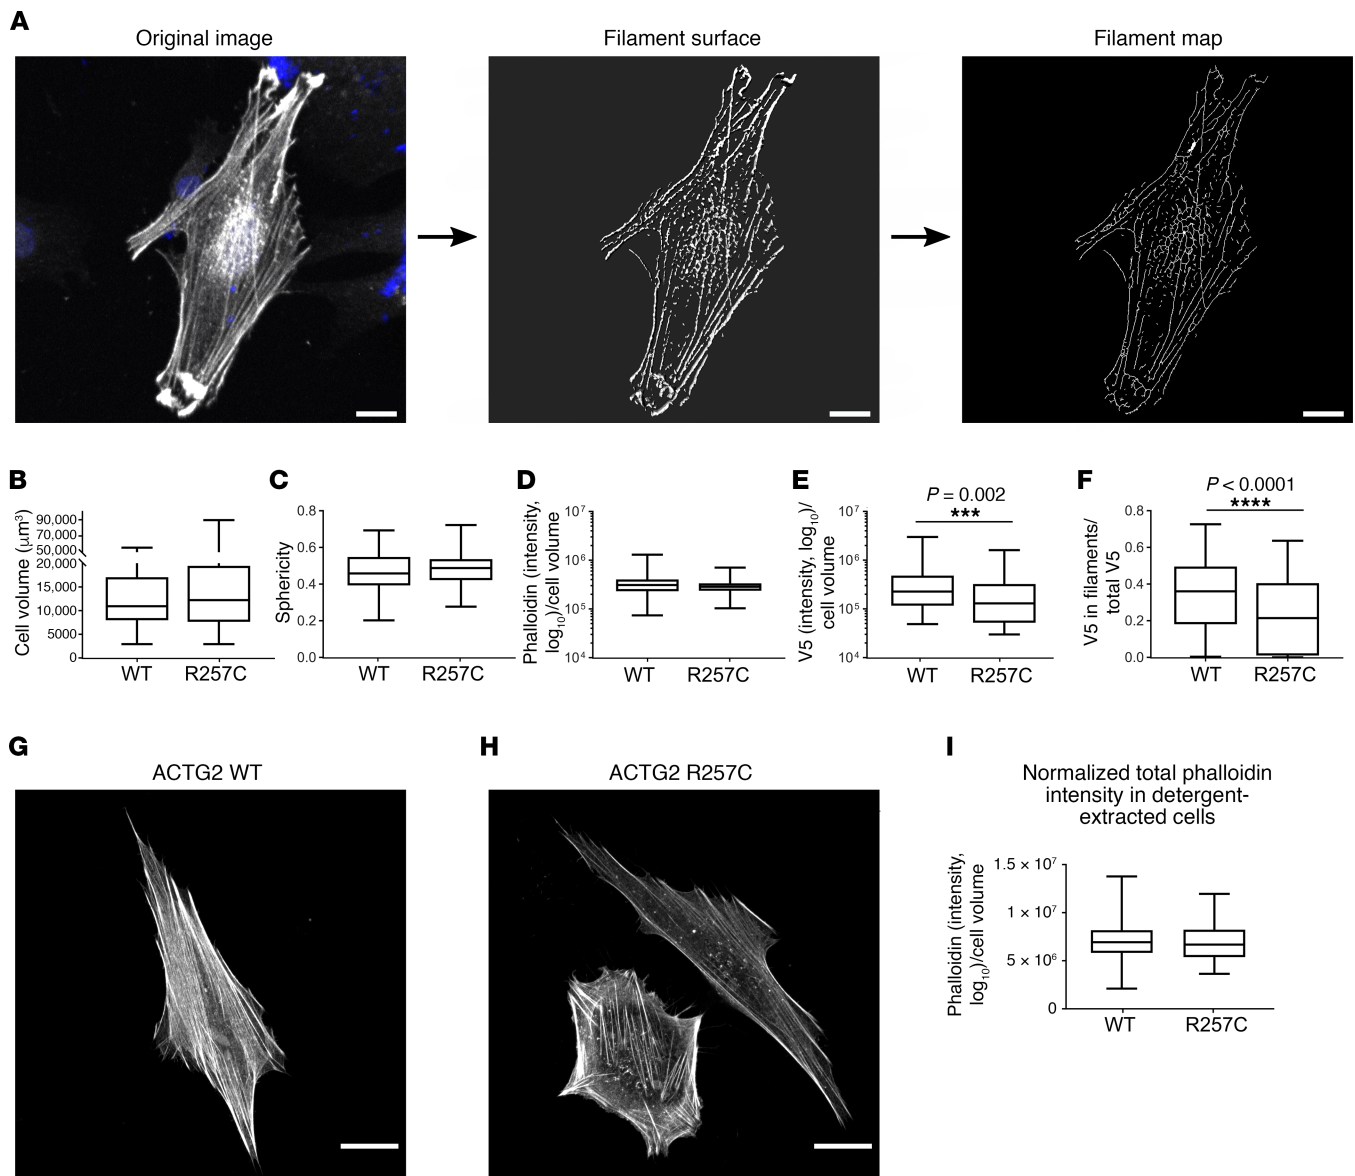 A
Original image
Filament surface
Filament map
B
Cell volume (μm³)
90,000
70,000
50,000
20,000
15,000
10,000
5000
0
WT
R257C
C
Sphericity
0.8
0.6
0.4
0.2
0.0
WT
R257C
D
Phalloidin (intensity,
log₁₀)/cell volume
10⁷
10⁶
10⁵
10⁴
WT
R257C
E
P = 0.002
***
V5 (intensity, log₁₀)/
cell volume
10⁷
10⁶
10⁵
10⁴
WT
R257C
F
P < 0.0001
****
V5 in filaments/
total V5
0.8
0.6
0.4
0.2
0.0
WT
R257C
G
ACTG2 WT
H
ACTG2 R257C
I
Normalized total phalloidin
intensity in detergent-
extracted cells
Phalloidin (intensity,
log₁₀)/cell volume
1.5 × 10⁷
1 × 10⁷
5 × 10⁶
0
WT
R257C